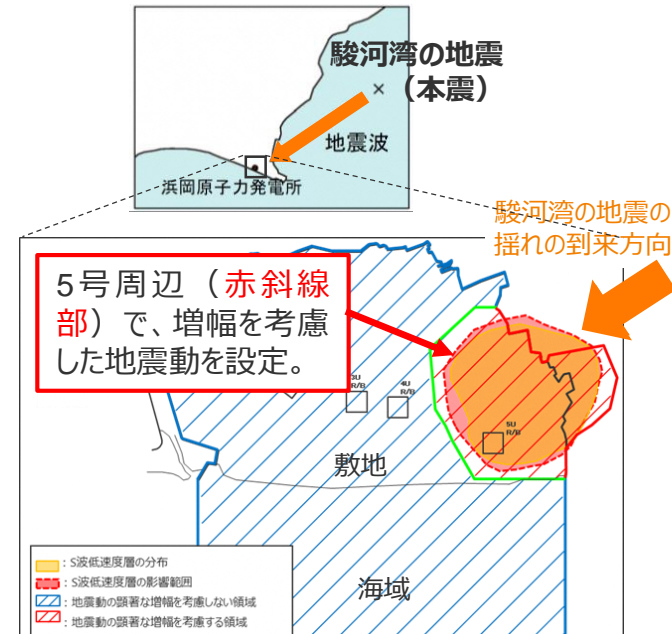 駿河湾の地震
（本震）
×
地震波
浜岡原子力発電所
駿河湾の地震の
揺れの到来方向
5号周辺（赤斜線
部）で、増幅を考慮
した地震動を設定。
3U
R/B
4U
R/B
5U
R/B
敷地
海域
：S波低速度層の分布
：S波低速度層の影響範囲
：地震動の顕著な増幅を考慮しない領域
：地震動の顕著な増幅を考慮する領域